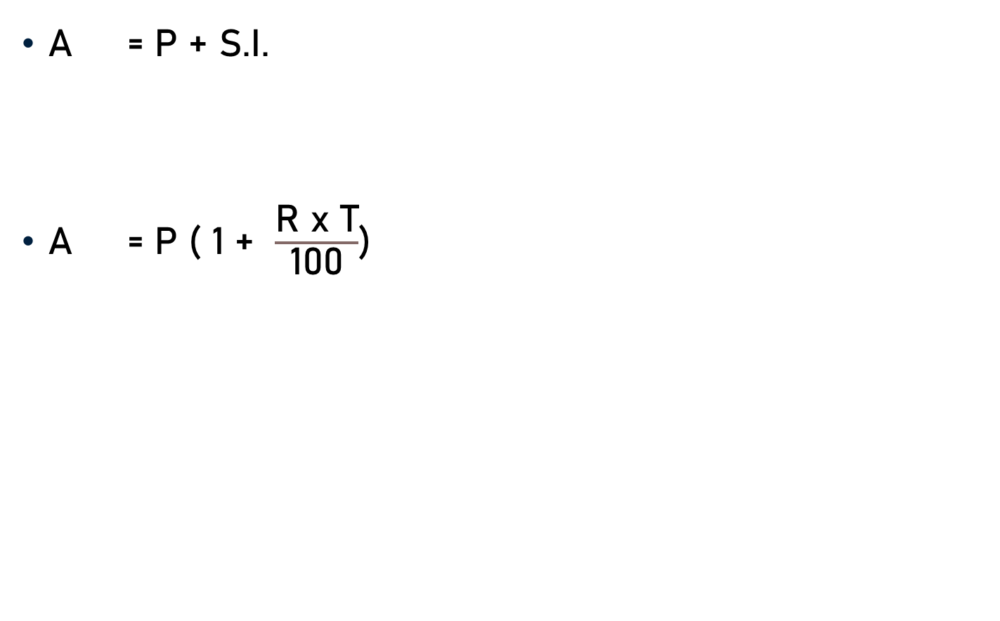 • A = P + S.I.
• A = P ( 1 + R x T / 100 )